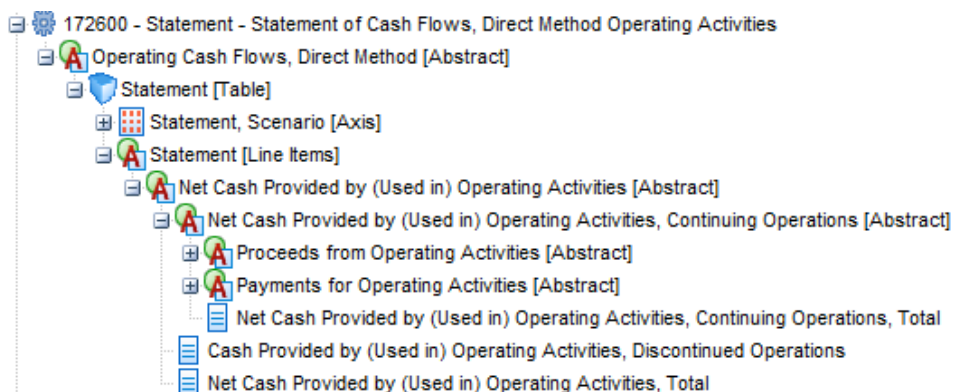 172600 - Statement - Statement of Cash Flows, Direct Method Operating Activities
Operating Cash Flows, Direct Method [Abstract]
Statement [Table]
Statement, Scenario [Axis]
Statement [Line Items]
Net Cash Provided by (Used in) Operating Activities [Abstract]
Net Cash Provided by (Used in) Operating Activities, Continuing Operations [Abstract]
Proceeds from Operating Activities [Abstract]
Payments for Operating Activities [Abstract]
Net Cash Provided by (Used in) Operating Activities, Continuing Operations, Total
Cash Provided by (Used in) Operating Activities, Discontinued Operations
Net Cash Provided by (Used in) Operating Activities, Total